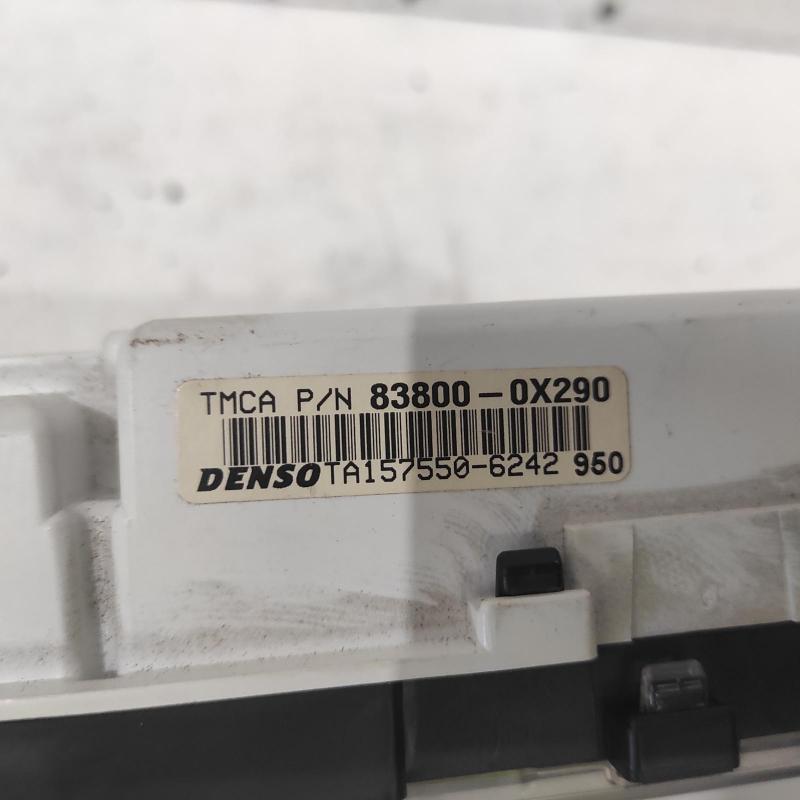 TMCA P/N 83800-0X290
DENSO TA157550-6242 950